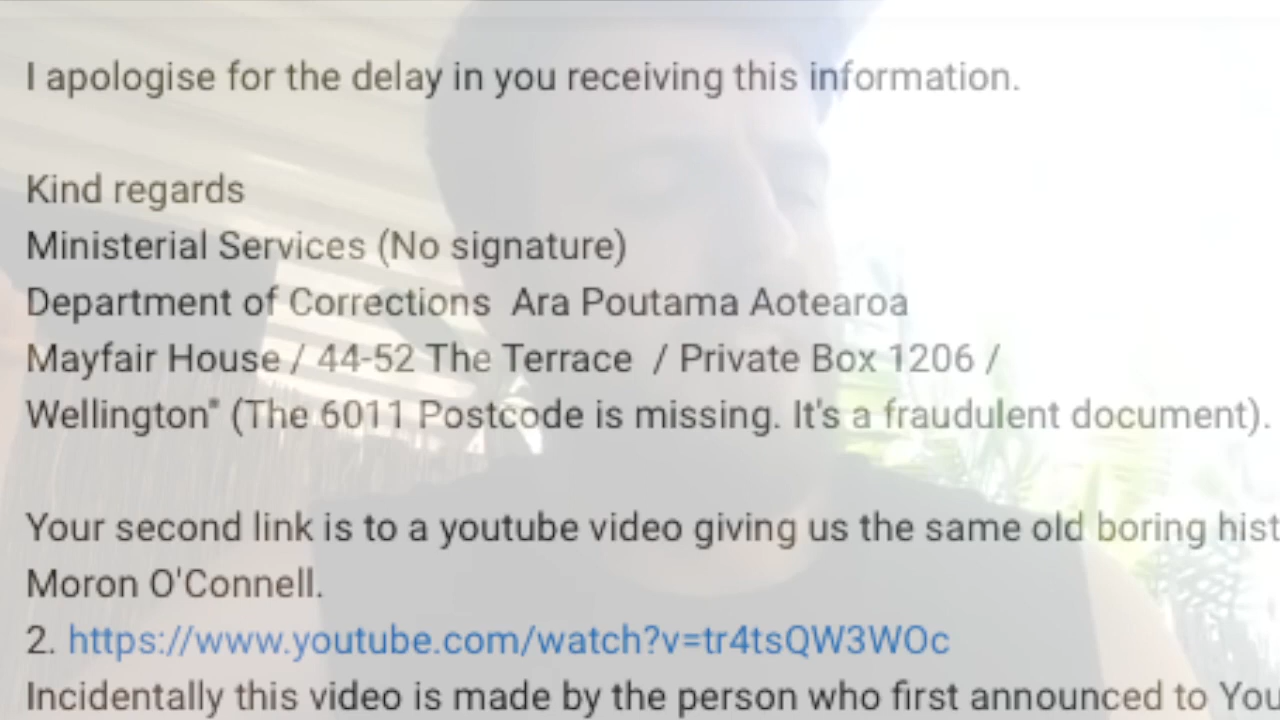 I apologise for the delay in you receiving this information.
Kind regards
Ministerial Services (No signature)
Department of Corrections  Ara Poutama Aotearoa
Mayfair House / 44-52 The Terrace  / Private Box 1206 /
Wellington" (The 6011 Postcode is missing. It's a fraudulent document).
Your second link is to a youtube video giving us the same old boring hist
Moron O'Connell.
2. https://www.youtube.com/watch?v=tr4tsQW3WOc
Incidentally this video is made by the person who first announced to You